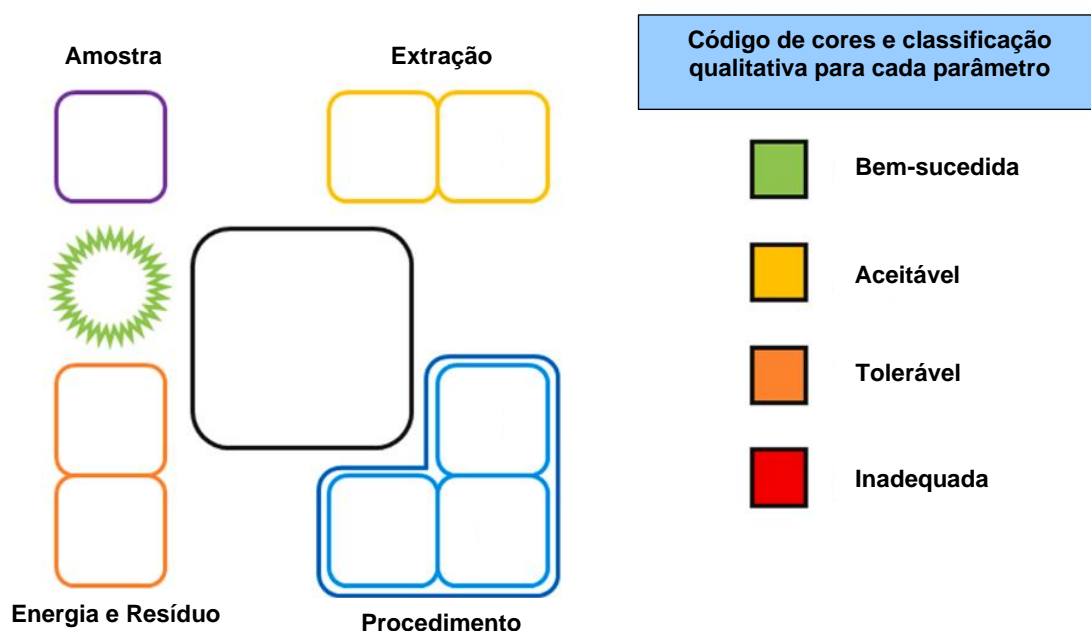 Amostra
Extração
Código de cores e classificação
qualitativa para cada parâmetro
Bem-sucedida
Aceitável
Tolerável
Inadequada
Energia e Resíduo
Procedimento